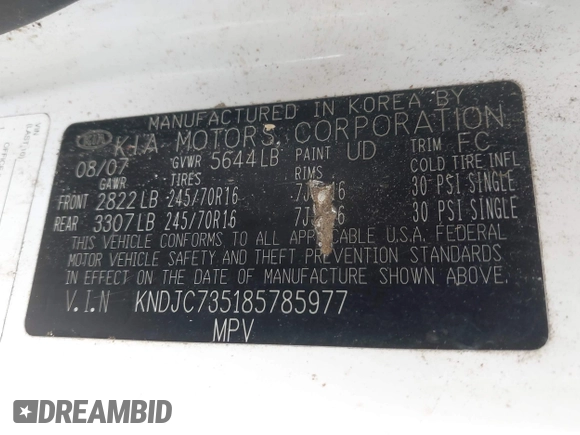 MANUFACTURED IN KOREA BY
KIA KIA MOTORS CORPORATION
08/07 GVWR 5644LB PAINT UD TRIM FC
GAWR TIRES RIMS COLD TIRE INFL
FRONT 2822LB 245/70R16 30 PSI SINGLE
REAR 3307LB 245/70R16 30 PSI SINGLE
THIS VEHICLE CONFORMS TO ALL APPLICABLE U.S.A. FEDERAL
MOTOR VEHICLE SAFETY AND THEFT PREVENTION STANDARDS
IN EFFECT ON THE DATE OF MANUFACTURE SHOWN ABOVE.
V.I.N KNDJC735185785977
MPV
DREAMBID